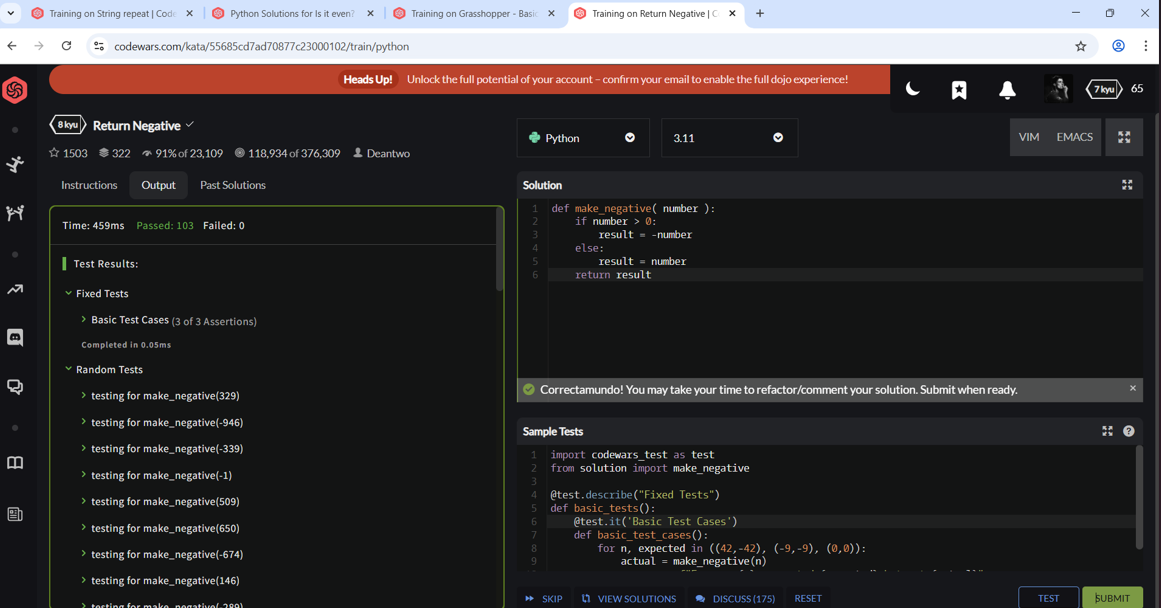 Training on String repeat | Code
Python Solutions for Is it even?
Training on Grasshopper - Basic
Training on Return Negative | C
codewars.com/kata/55685cd7ad70877c23000102/train/python
Heads Up! Unlock the full potential of your account – confirm your email to enable the full dojo experience!
7 kyu 65
8 kyu Return Negative
1503 322 91% of 23,109 118,934 of 376,309 Deantwo
Instructions Output Past Solutions
Time: 459ms Passed: 103 Failed: 0
Test Results:
Fixed Tests
Basic Test Cases (3 of 3 Assertions)
Completed in 0.05ms
Random Tests
testing for make_negative(329)
testing for make_negative(-946)
testing for make_negative(-339)
testing for make_negative(-1)
testing for make_negative(509)
testing for make_negative(650)
testing for make_negative(-674)
testing for make_negative(146)
testing for make_negative(-289)
Python 3.11 VIM EMACS
Solution
1 def make_negative( number ):
2 if number > 0:
3 result = -number
4 else:
5 result = number
6 return result
Correctamundo! You may take your time to refactor/comment your solution. Submit when ready.
Sample Tests
1 import codewars_test as test
2 from solution import make_negative
3
4 @test.describe("Fixed Tests")
5 def basic_tests():
6 @test.it('Basic Test Cases')
7 def basic_test_cases():
8 for n, expected in ((42,-42), (-9,-9), (0,0)):
9 actual = make_negative(n)
SKIP VIEW SOLUTIONS DISCUSS (175) RESET TEST SUBMIT